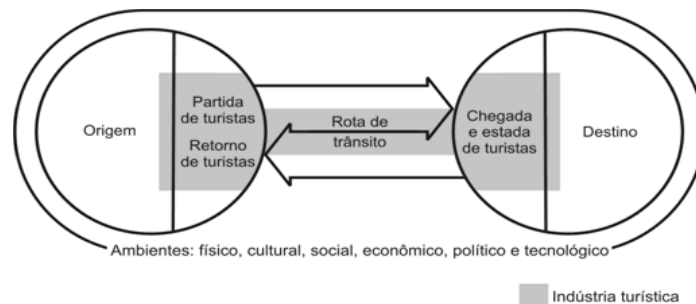 Origem
Partida
de turistas
Retorno
de turistas
Rota de
trânsito
Chegada
e estada
de turistas
Destino
Ambientes: físico, cultural, social, econômico, político e tecnológico
Indústria turística